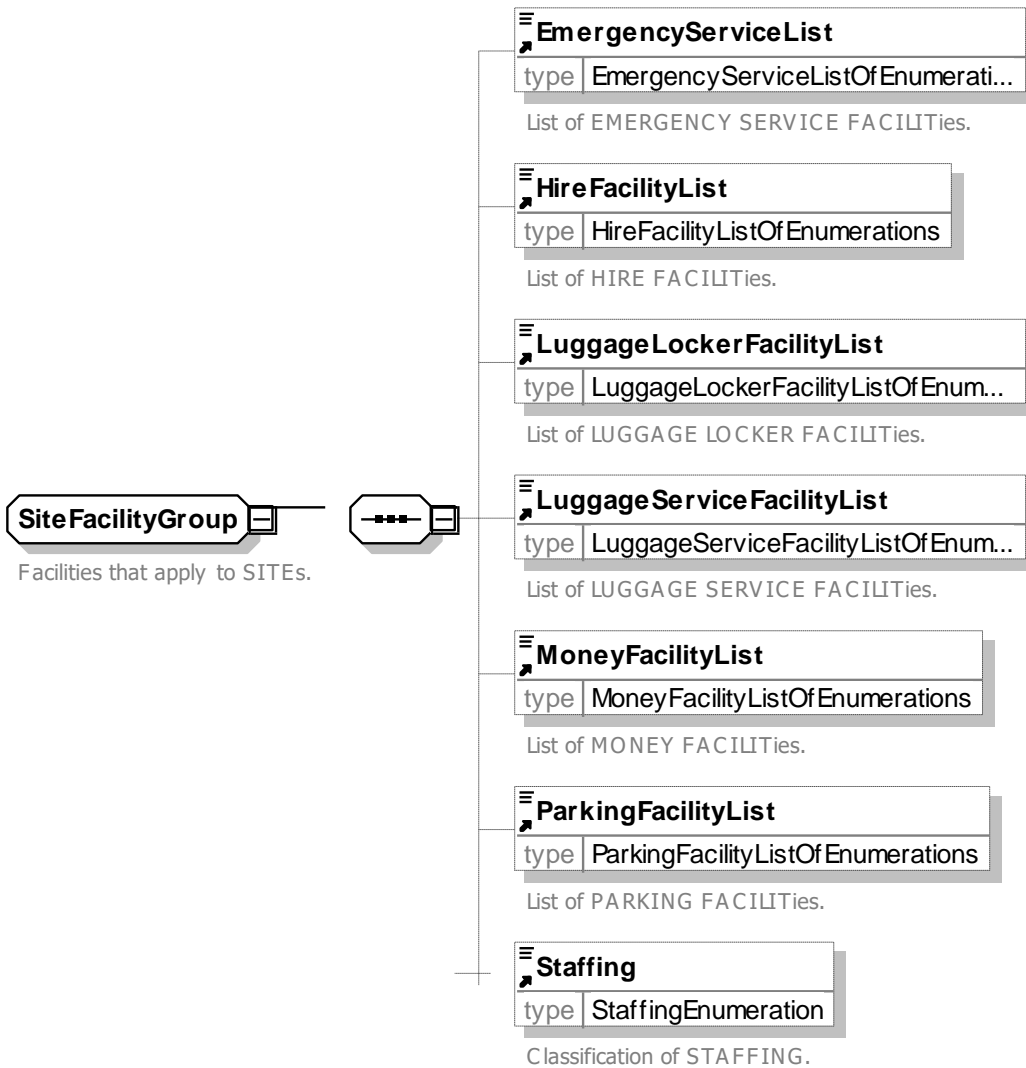 EmergencyServiceList
type EmergencyServiceListOfEnumerati...
List of EMERGENCY SERVICE FACILITies.
HireFacilityList
type HireFacilityListOfEnumerations
List of HIRE FACILITies.
LuggageLockerFacilityList
type LuggageLockerFacilityListOfEnum...
List of LUGGAGE LOCKER FACILITies.
SiteFacilityGroup
Facilities that apply to SITEs.
LuggageServiceFacilityList
type LuggageServiceFacilityListOfEnum...
List of LUGGAGE SERVICE FACILITies.
MoneyFacilityList
type MoneyFacilityListOfEnumerations
List of MONEY FACILITies.
ParkingFacilityList
type ParkingFacilityListOfEnumerations
List of PARKING FACILITies.
Staffing
type StaffingEnumeration
Classification of STAFFING.